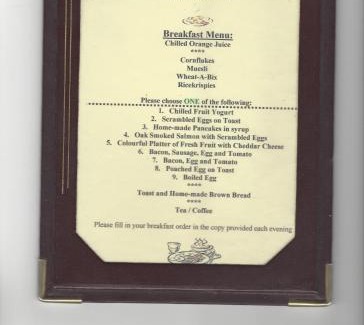 Breakfast Menu:
Chilled Orange Juice
****
Cornflakes
Muesli
Wheat-A-Bix
Ricekrispies
Please choose ONE of the following:
1. Chilled Fruit Yogurt
2. Scrambled Eggs on Toast
3. Home-made Pancakes in syrup
4. Oak Smoked Salmon with Scrambled Eggs
5. Colourful Platter of Fresh Fruit with Cheddar Cheese
6. Bacon, Sausage, Egg and Tomato
7. Bacon, Egg and Tomato
8. Poached Egg on Toast
9. Boiled Egg
****
Toast and Home-made Brown Bread
****
Tea / Coffee
Please fill in your breakfast order in the copy provided each evening